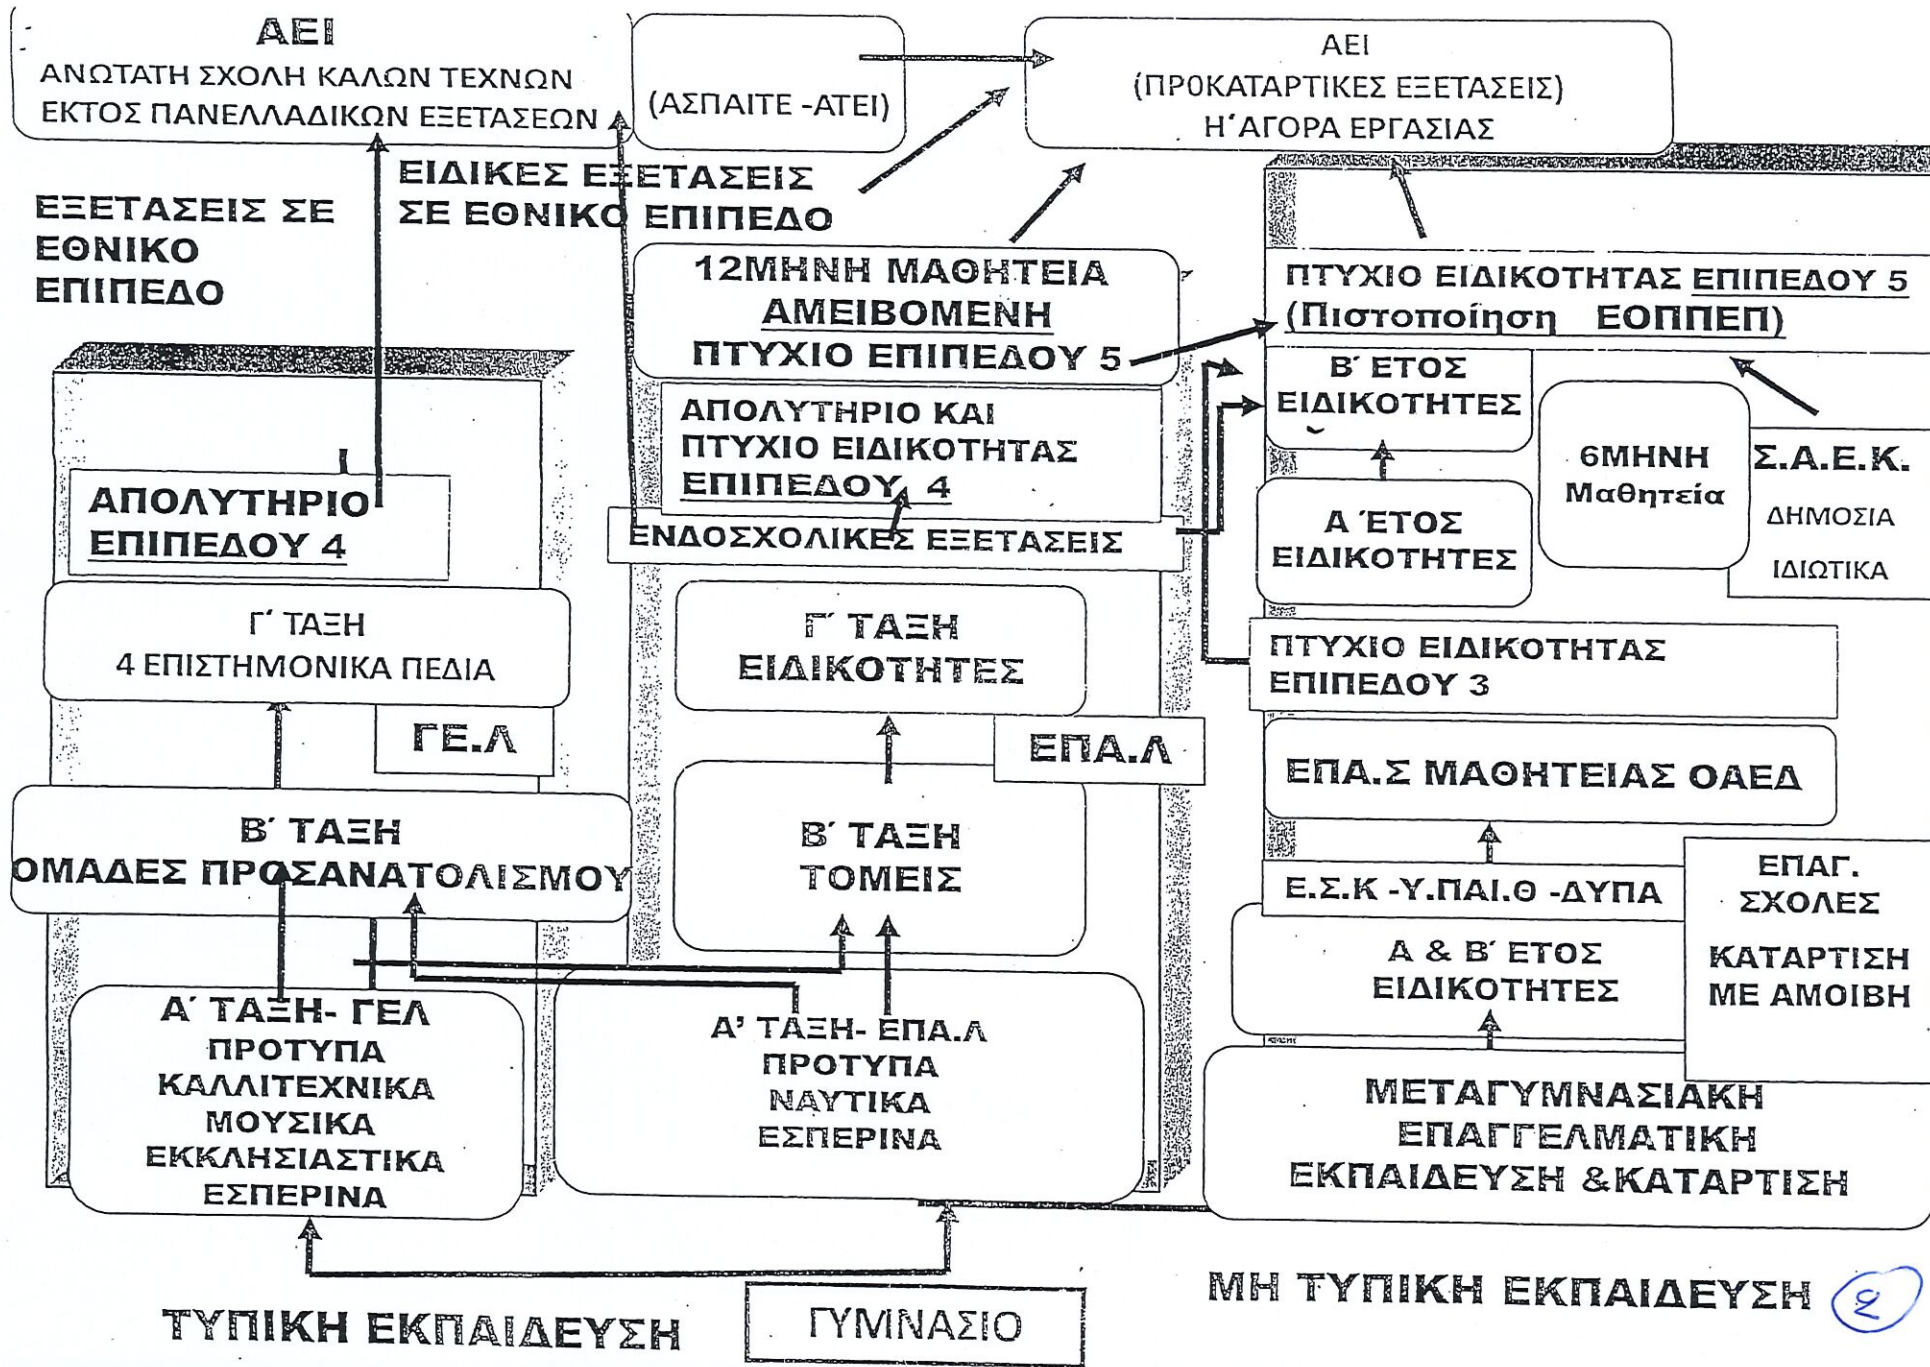 ΑΕΙ
ΑΝΩΤΑΤΗ ΣΧΟΛΗ ΚΑΛΩΝ ΤΕΧΝΩΝ
ΕΚΤΟΣ ΠΑΝΕΛΛΑΔΙΚΩΝ ΕΞΕΤΑΣΕΩΝ
(ΑΣΠΑΙΤΕ -ΑΤΕΙ)
ΑΕΙ
(ΠΡΟΚΑΤΑΡΤΙΚΕΣ ΕΞΕΤΑΣΕΙΣ)
Η΄ΑΓΟΡΑ ΕΡΓΑΣΙΑΣ
ΕΞΕΤΑΣΕΙΣ ΣΕ
ΕΘΝΙΚΟ
ΕΠΙΠΕΔΟ
ΕΙΔΙΚΕΣ ΕΞΕΤΑΣΕΙΣ
ΣΕ ΕΘΝΙΚΟ ΕΠΙΠΕΔΟ
12ΜΗΝΗ ΜΑΘΗΤΕΙΑ
ΑΜΕΙΒΟΜΕΝΗ
ΠΤΥΧΙΟ ΕΠΙΠΕΔΟΥ 5
ΑΠΟΛΥΤΗΡΙΟ ΚΑΙ
ΠΤΥΧΙΟ ΕΙΔΙΚΟΤΗΤΑΣ
ΕΠΙΠΕΔΟΥ 4
ΕΝΔΟΣΧΟΛΙΚΕΣ ΕΞΕΤΑΣΕΙΣ
ΠΤΥΧΙΟ ΕΙΔΙΚΟΤΗΤΑΣ ΕΠΙΠΕΔΟΥ 5
(Πιστοποίηση ΕΟΠΠΕΠ)
Β΄ ΕΤΟΣ
ΕΙΔΙΚΟΤΗΤΕΣ
6ΜΗΝΗ
Μαθητεία
Σ.Α.Ε.Κ.
ΔΗΜΟΣΙΑ
ΙΔΙΩΤΙΚΑ
Α ΈΤΟΣ
ΕΙΔΙΚΟΤΗΤΕΣ
ΑΠΟΛΥΤΗΡΙΟ
ΕΠΙΠΕΔΟΥ 4
Γ΄ ΤΑΞΗ
4 ΕΠΙΣΤΗΜΟΝΙΚΑ ΠΕΔΙΑ
ΓΕ.Λ
Γ΄ ΤΑΞΗ
ΕΙΔΙΚΟΤΗΤΕΣ
ΕΠΑ.Λ
ΠΤΥΧΙΟ ΕΙΔΙΚΟΤΗΤΑΣ
ΕΠΙΠΕΔΟΥ 3
ΕΠΑ.Σ ΜΑΘΗΤΕΙΑΣ ΟΑΕΔ
Β΄ ΤΑΞΗ
ΟΜΑΔΕΣ ΠΡΟΣΑΝΑΤΟΛΙΣΜΟΥ
Β΄ ΤΑΞΗ
ΤΟΜΕΙΣ
Ε.Σ.Κ -Υ.ΠΑΙ.Θ -ΔΥΠΑ
ΕΠΑΓ.
ΣΧΟΛΕΣ
ΚΑΤΑΡΤΙΣΗ
ΜΕ ΑΜΟΙΒΗ
Α & Β΄ ΕΤΟΣ
ΕΙΔΙΚΟΤΗΤΕΣ
Α΄ ΤΑΞΗ- ΓΕΛ
ΠΡΟΤΥΠΑ
ΚΑΛΛΙΤΕΧΝΙΚΑ
ΜΟΥΣΙΚΑ
ΕΚΚΛΗΣΙΑΣΤΙΚΑ
ΕΣΠΕΡΙΝΑ
Α' ΤΑΞΗ- ΕΠΑ.Λ
ΠΡΟΤΥΠΑ
ΝΑΥΤΙΚΑ
ΕΣΠΕΡΙΝΑ
ΜΕΤΑΓΥΜΝΑΣΙΑΚΗ
ΕΠΑΓΓΕΛΜΑΤΙΚΗ
ΕΚΠΑΙΔΕΥΣΗ &ΚΑΤΑΡΤΙΣΗ
ΤΥΠΙΚΗ ΕΚΠΑΙΔΕΥΣΗ
ΓΥΜΝΑΣΙΟ
ΜΗ ΤΥΠΙΚΗ ΕΚΠΑΙΔΕΥΣΗ
2